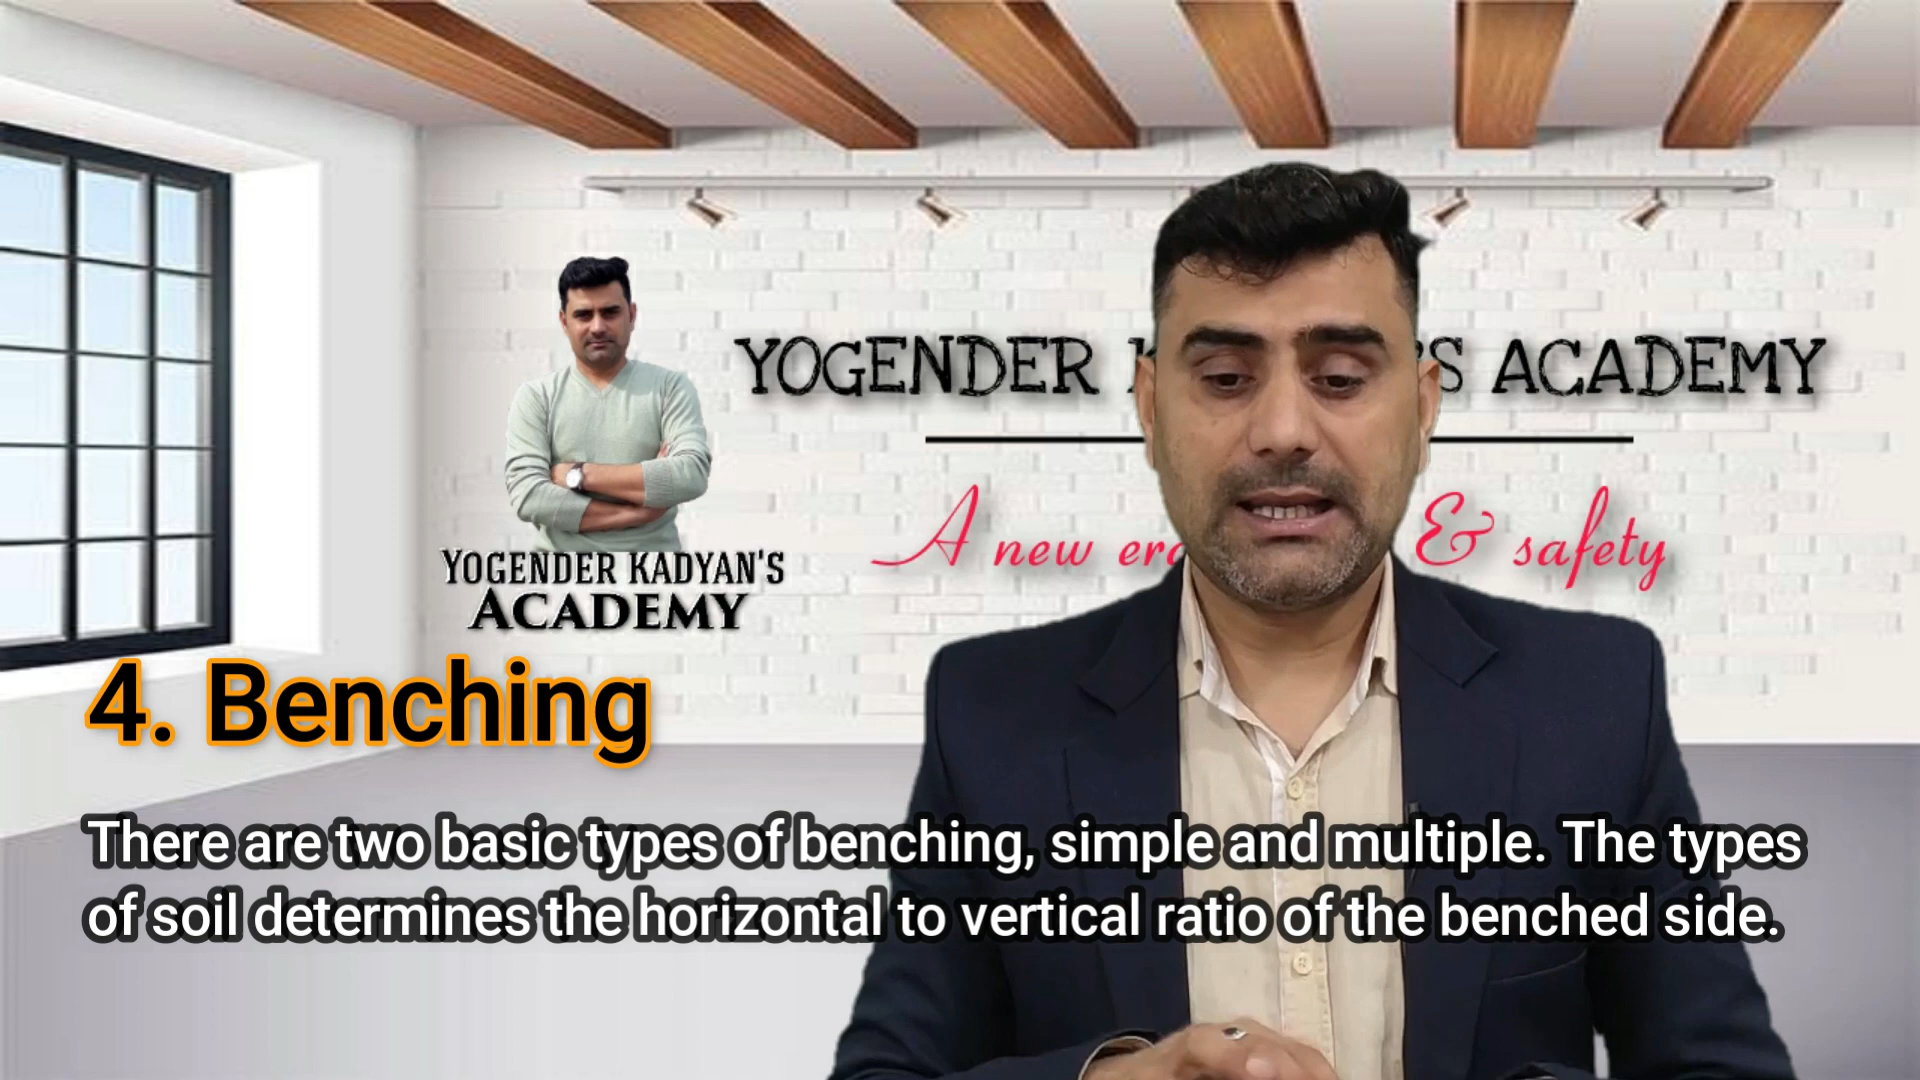 YOGENDER 'S ACADEMY
A new era & safety
YOGENDER KADYAN'S
ACADEMY
4. Benching
There are two basic types of benching, simple and multiple. The types
of soil determines the horizontal to vertical ratio of the benched side.